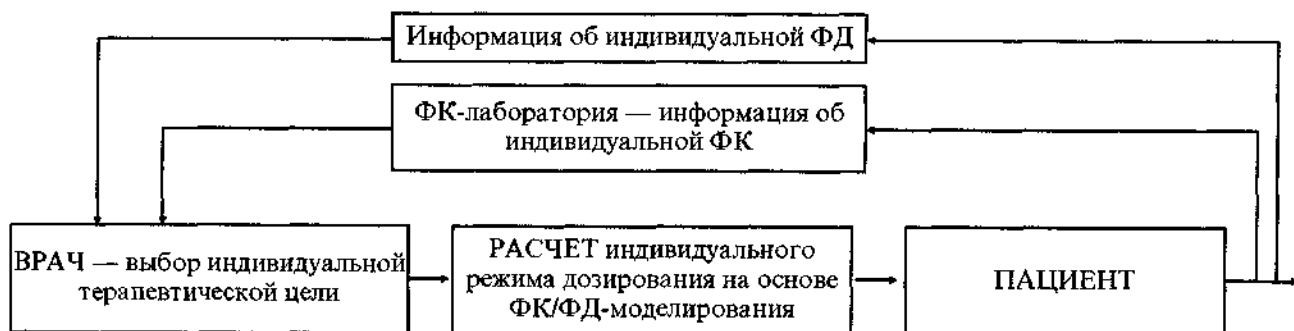 Информация об индивидуальной ФД
ФК-лаборатория — информация об
индивидуальной ФК
ВРАЧ — выбор индивидуальной
терапевтической цели
РАСЧЕТ индивидуального
режима дозирования на основе
ФК/ФД-моделирования
ПАЦИЕНТ